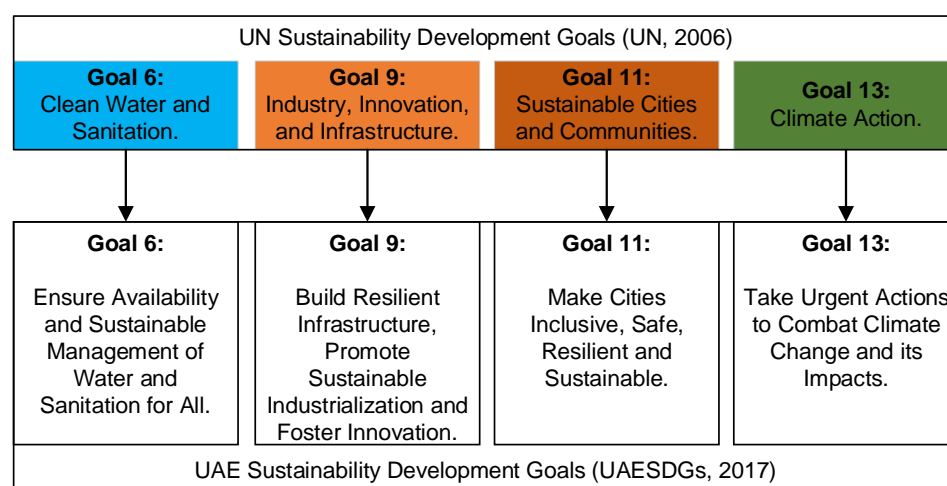 UN Sustainability Development Goals (UN, 2006)
Goal 6:
Clean Water and
Sanitation.
Goal 9:
Industry, Innovation,
and Infrastructure.
Goal 11:
Sustainable Cities
and Communities.
Goal 13:
Climate Action.
Goal 6:
Ensure Availability
and Sustainable
Management of
Water and
Sanitation for All.
Goal 9:
Build Resilient
Infrastructure,
Promote
Sustainable
Industrialization and
Foster Innovation.
Goal 11:
Make Cities
Inclusive, Safe,
Resilient and
Sustainable.
Goal 13:
Take Urgent Actions
to Combat Climate
Change and its
Impacts.
UAE Sustainability Development Goals (UAESDGs, 2017)